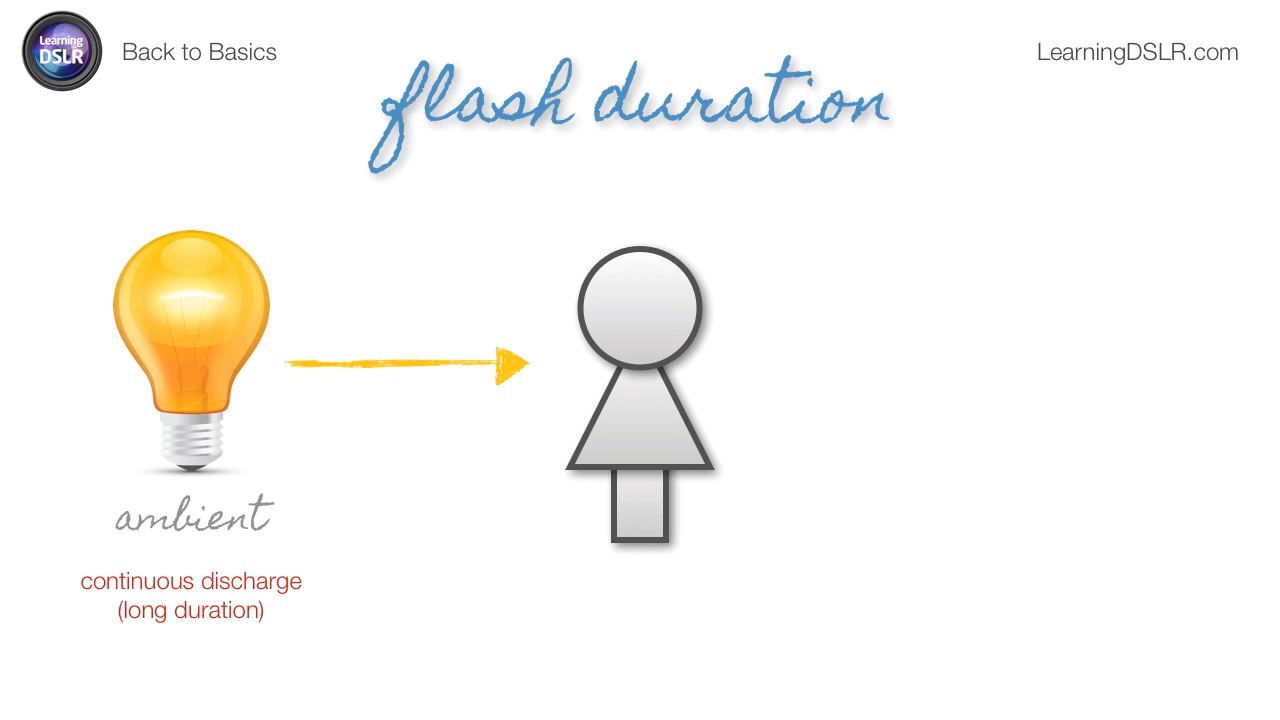 Learning
DSLR
Back to Basics
LearningDSLR.com
flash duration
ambient
continuous discharge
(long duration)